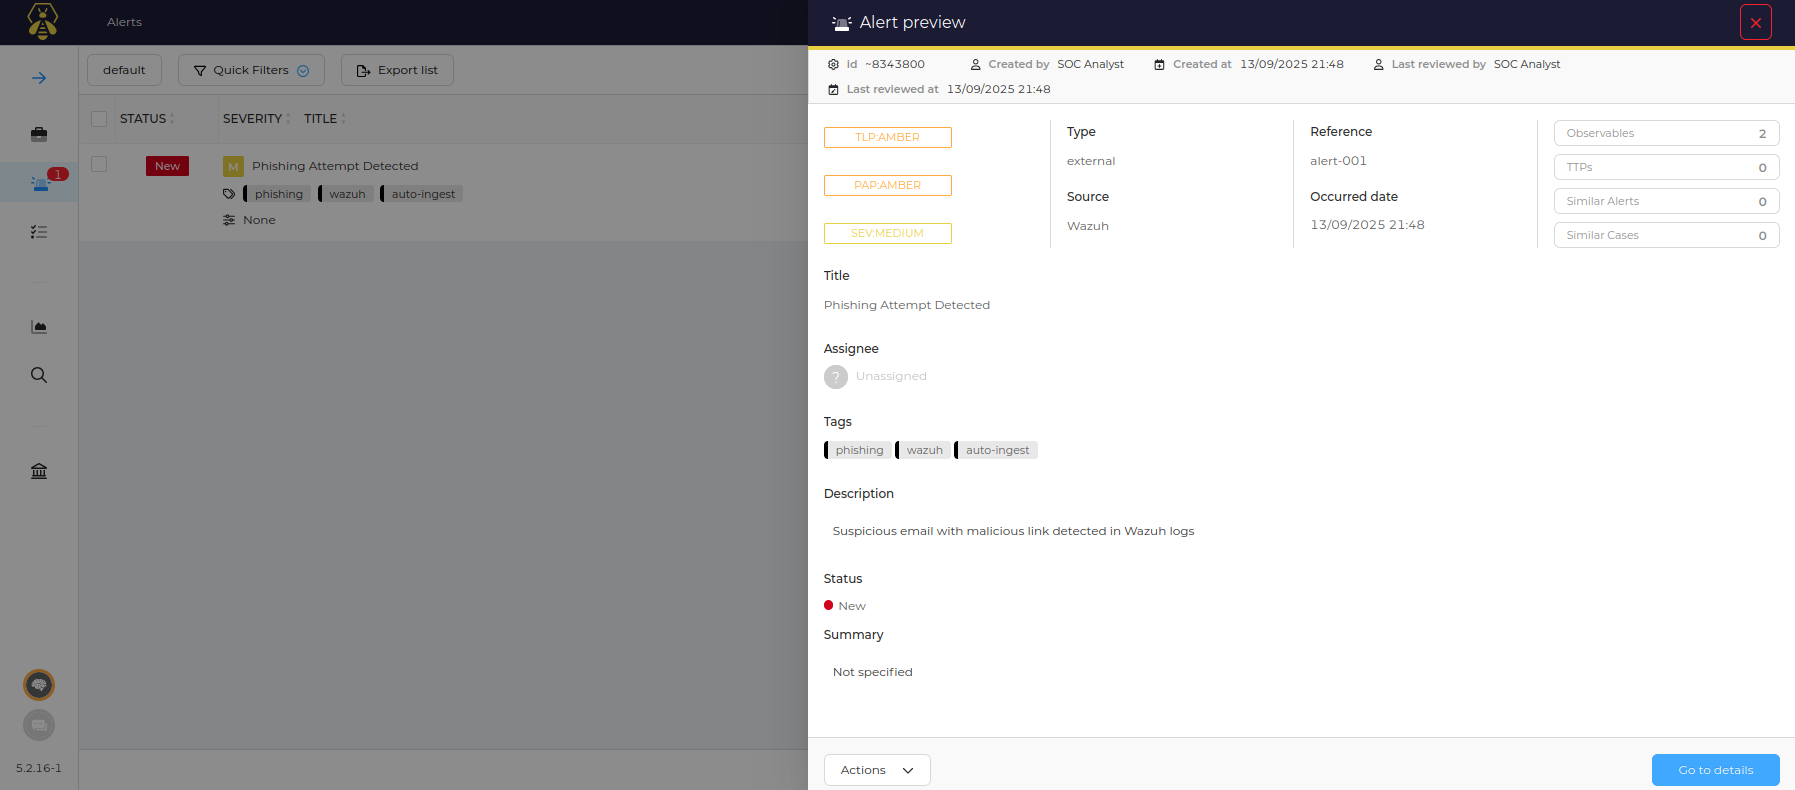 Alerts
default
Quick Filters
Export list
STATUS
SEVERITY
TITLE
1
New
M
Phishing Attempt Detected
phishing
wazuh
auto-ingest
None
5.2.16-1
Alert preview
Id ~8343800
Created by SOC Analyst
Created at 13/09/2025 21:48
Last reviewed by SOC Analyst
Last reviewed at 13/09/2025 21:48
TLP:AMBER
PAP:AMBER
SEV:MEDIUM
Type
external
Source
Wazuh
Reference
alert-001
Occurred date
13/09/2025 21:48
Observables 2
TTPs 0
Similar Alerts 0
Similar Cases 0
Title
Phishing Attempt Detected
Assignee
? Unassigned
Tags
phishing
wazuh
auto-ingest
Description
Suspicious email with malicious link detected in Wazuh logs
Status
New
Summary
Not specified
Actions
Go to details